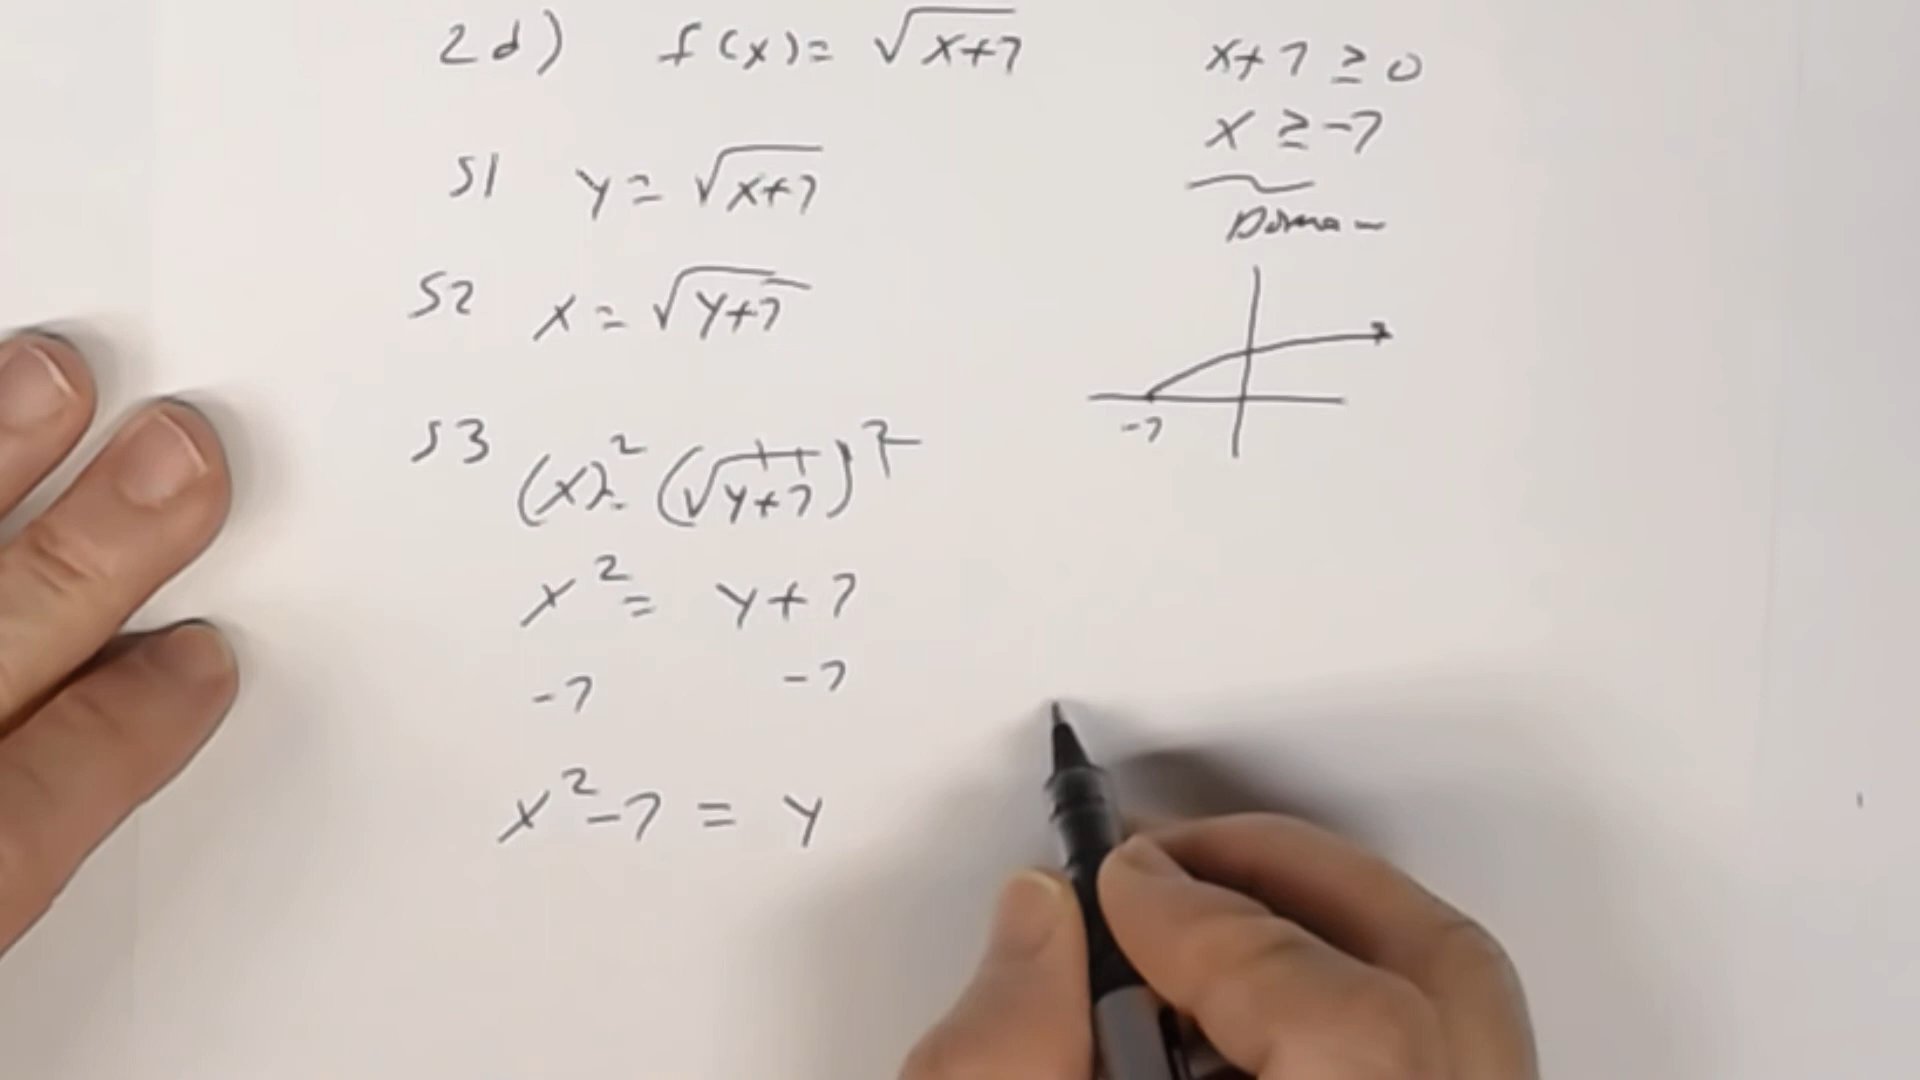 2d) f(x) = √x+7
S1 y = √x+7
S2 x = √y+7
S3 (x)² = (√y+7)²
x² = y+7
-7 -7
x²-7 = y
x+7 ≥ 0
x ≥ -7
-7